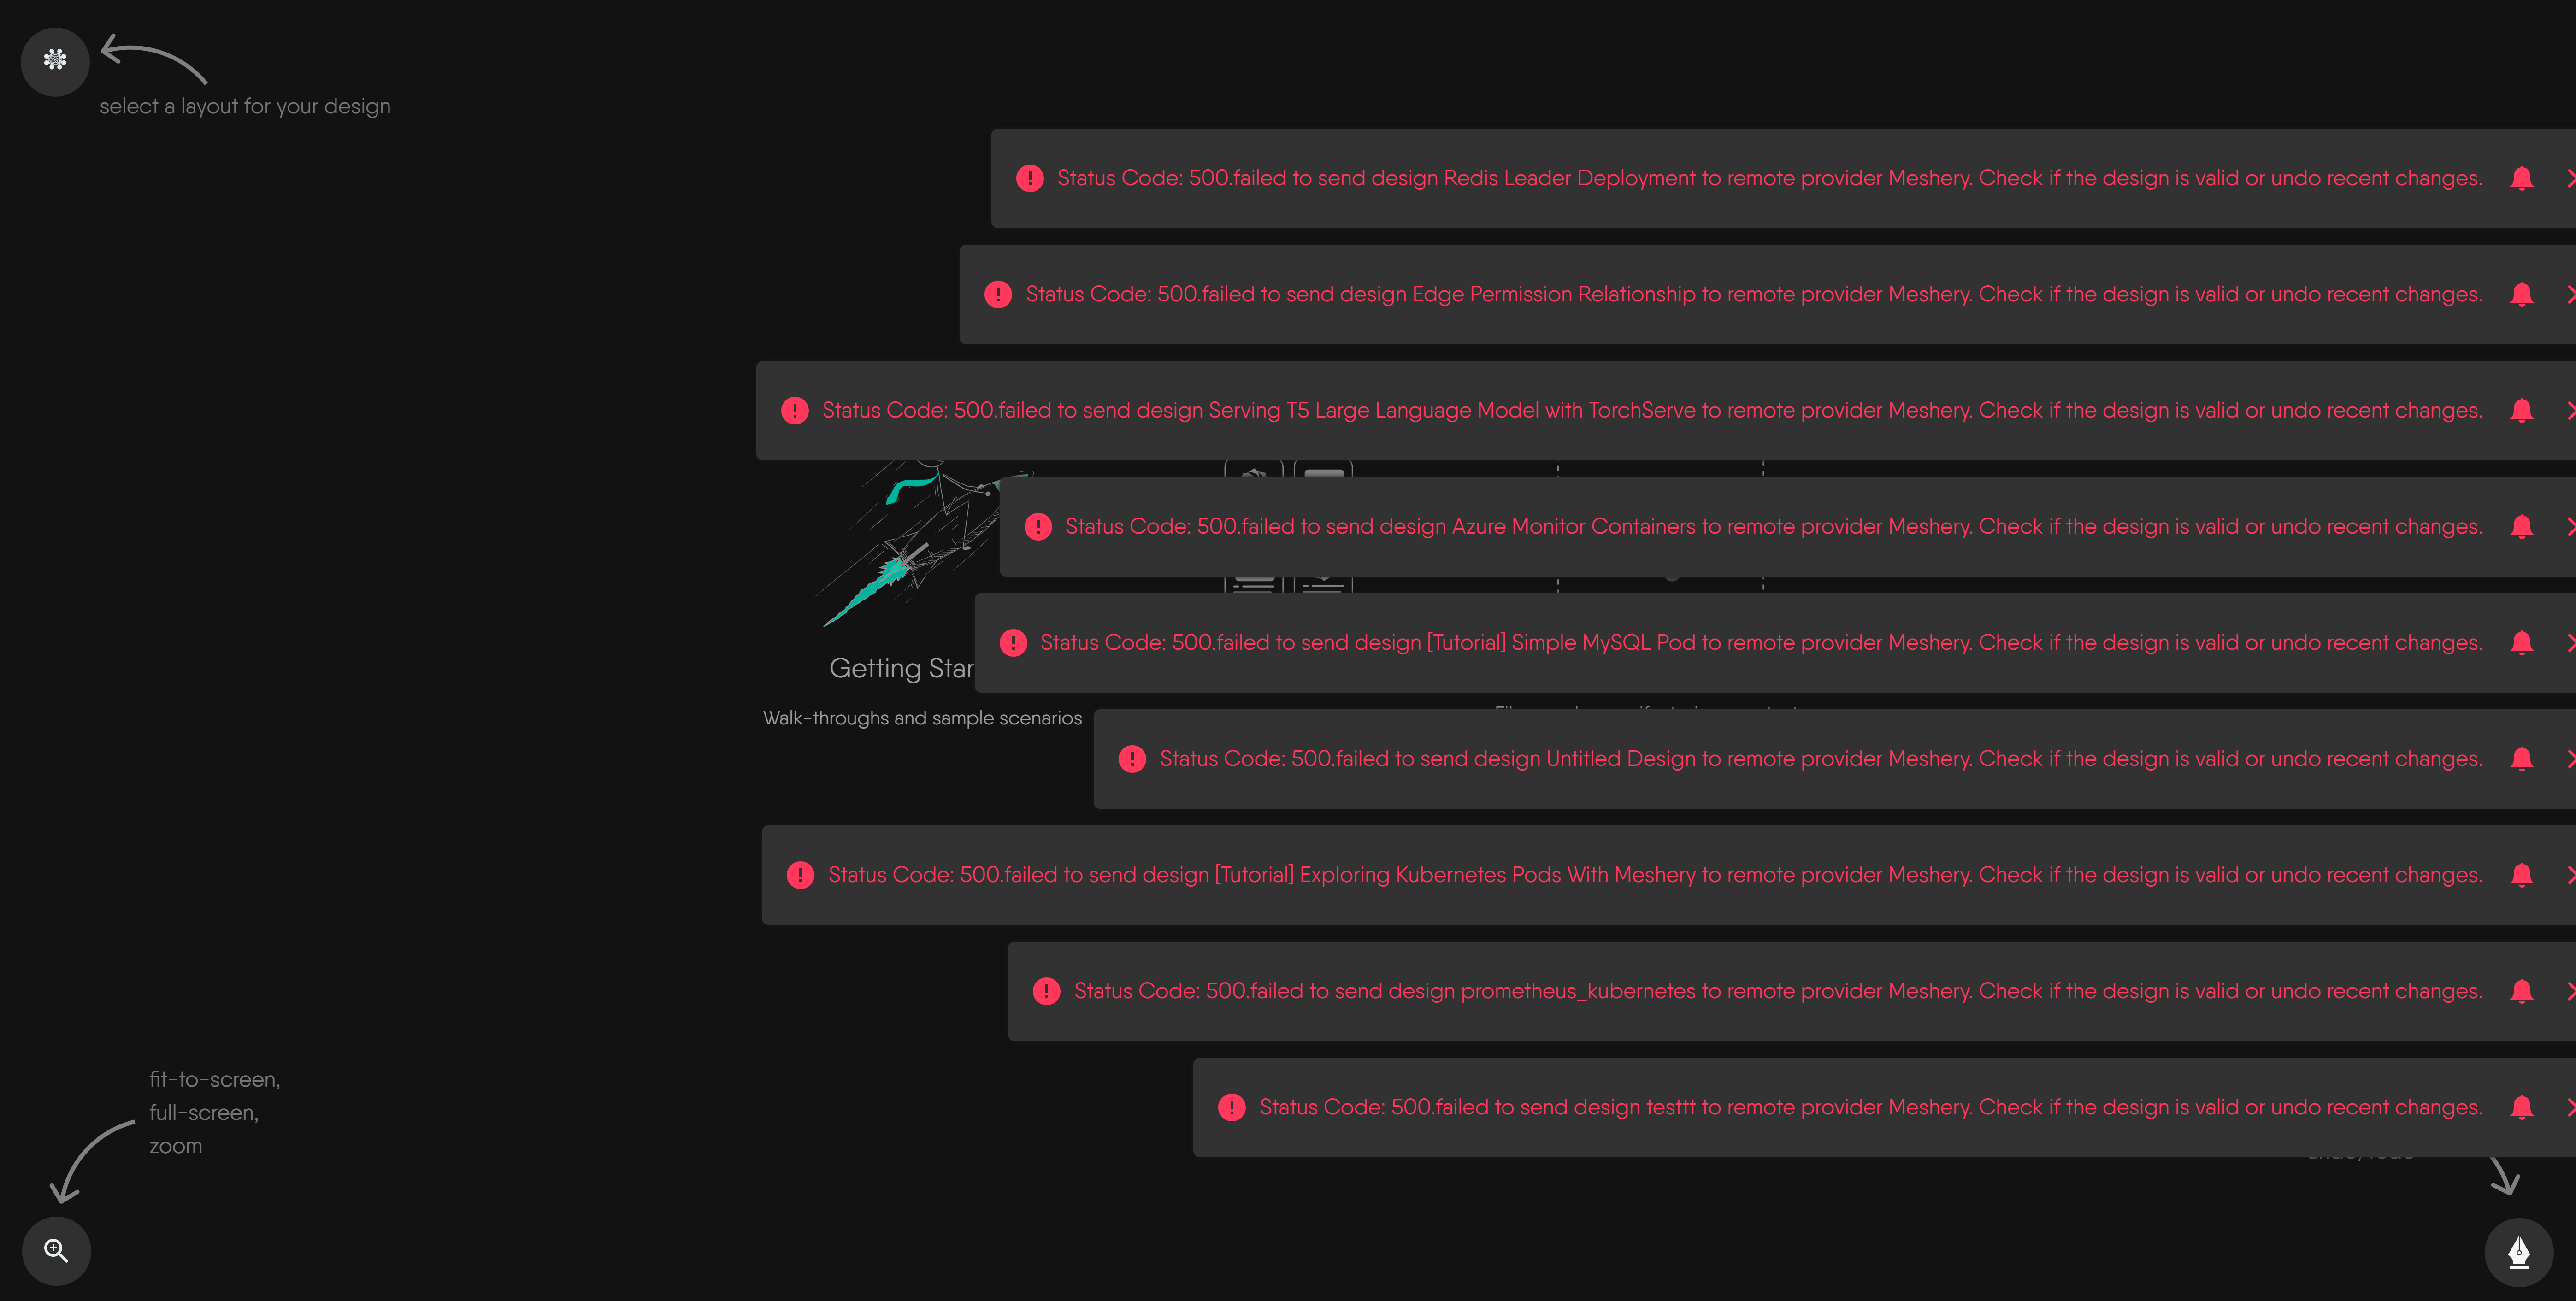 select a layout for your design
Status Code: 500.failed to send design Redis Leader Deployment to remote provider Meshery. Check if the design is valid or undo recent changes.
Status Code: 500.failed to send design Edge Permission Relationship to remote provider Meshery. Check if the design is valid or undo recent changes.
Status Code: 500.failed to send design Serving T5 Large Language Model with TorchServe to remote provider Meshery. Check if the design is valid or undo recent changes.
Status Code: 500.failed to send design Azure Monitor Containers to remote provider Meshery. Check if the design is valid or undo recent changes.
Status Code: 500.failed to send design [Tutorial] Simple MySQL Pod to remote provider Meshery. Check if the design is valid or undo recent changes.
Getting Star
Walk-throughs and sample scenarios
Status Code: 500.failed to send design Untitled Design to remote provider Meshery. Check if the design is valid or undo recent changes.
Status Code: 500.failed to send design [Tutorial] Exploring Kubernetes Pods With Meshery to remote provider Meshery. Check if the design is valid or undo recent changes.
Status Code: 500.failed to send design prometheus_kubernetes to remote provider Meshery. Check if the design is valid or undo recent changes.
Status Code: 500.failed to send design testtt to remote provider Meshery. Check if the design is valid or undo recent changes.
fit-to-screen,
full-screen,
zoom